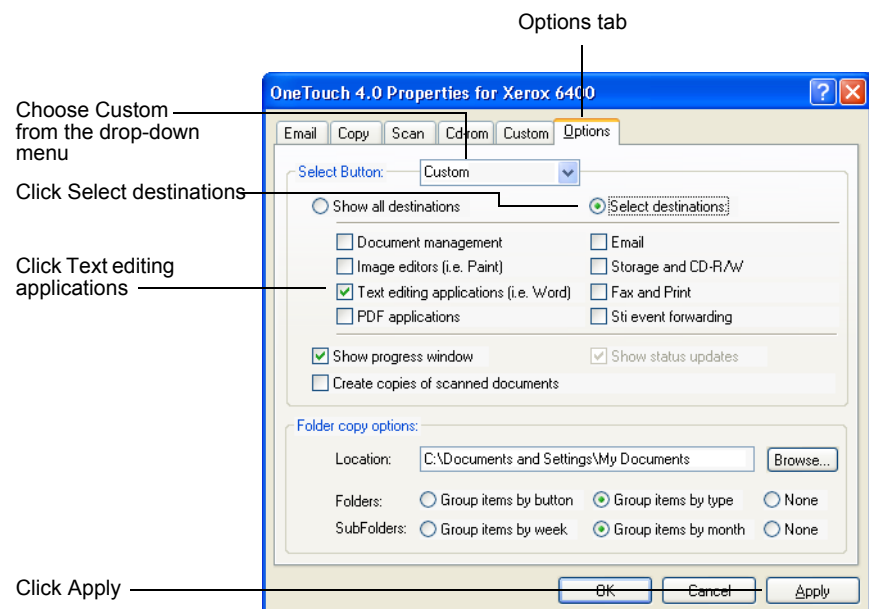 Options tab
OneTouch 4.0 Properties for Xerox 6400
Choose Custom
from the drop-down
menu
Email Copy Scan Cd-rom Custom Options
Select Button: Custom
Click Select destinations
Show all destinations Select destinations:
Document management Email
Image editors (i.e. Paint) Storage and CD-R/W
Click Text editing
applications
Text editing applications (i.e. Word) Fax and Print
PDF applications Sti event forwarding
Show progress window Show status updates
Create copies of scanned documents
Folder copy options:
Location: C:\Documents and Settings\My Documents Browse...
Folders: Group items by button Group items by type None
SubFolders: Group items by week Group items by month None
Click Apply
OK Cancel Apply